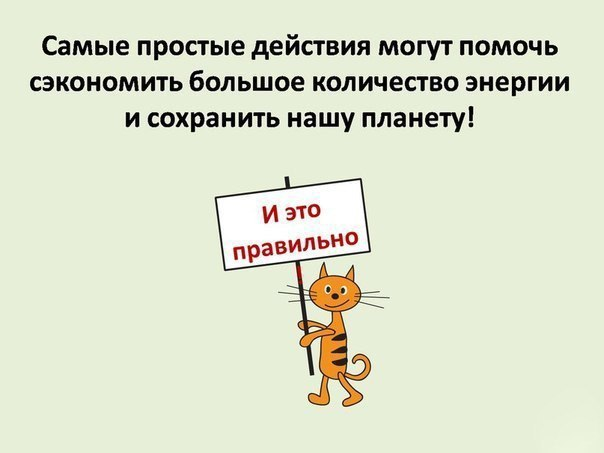 Самые простые действия могут помочь
сэкономить большое количество энергии
и сохранить нашу планету!
И это
правильно